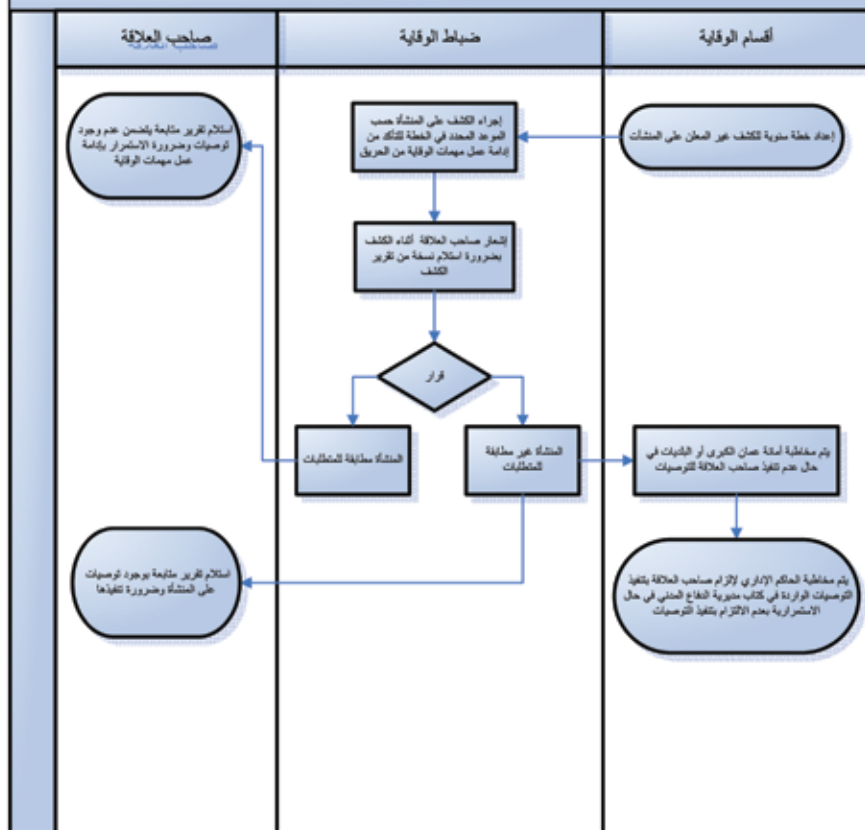 أقسام الوقاية
ضباط الوقاية
صاحب العلاقة
إعداد خطة سنوية للكشف غير المعلن على المنشآت
إجراء الكشف على المنشأة حسب
الموعد المحدد في الخطة للتأكد من
إدامة عمل مهمات الوقاية من الحريق
استلام تقرير متابعة يتضمن عدم وجود
توصيات وضرورة الاستمرار بإدامة
عمل مهمات الوقاية
إشعار صاحب العلاقة أثناء الكشف
بضرورة استلام نسخة من تقرير
الكشف
قرار
يتم مخاطبة أمانة عمان الكبرى أو البلديات في
حال عدم تنفيذ صاحب العلاقة للتوصيات
المنشأة غير مطابقة
للمتطلبات
المنشأة مطابقة للمتطلبات
يتم مخاطبة الحاكم الإداري لإلزام صاحب العلاقة بتنفيذ
التوصيات الواردة في كتاب مديرية الدفاع المدني في حال
الاستمرارية بعدم الالتزام بتنفيذ التوصيات
استلام تقرير متابعة بوجود توصيات
على المنشأة وضرورة تنفيذها